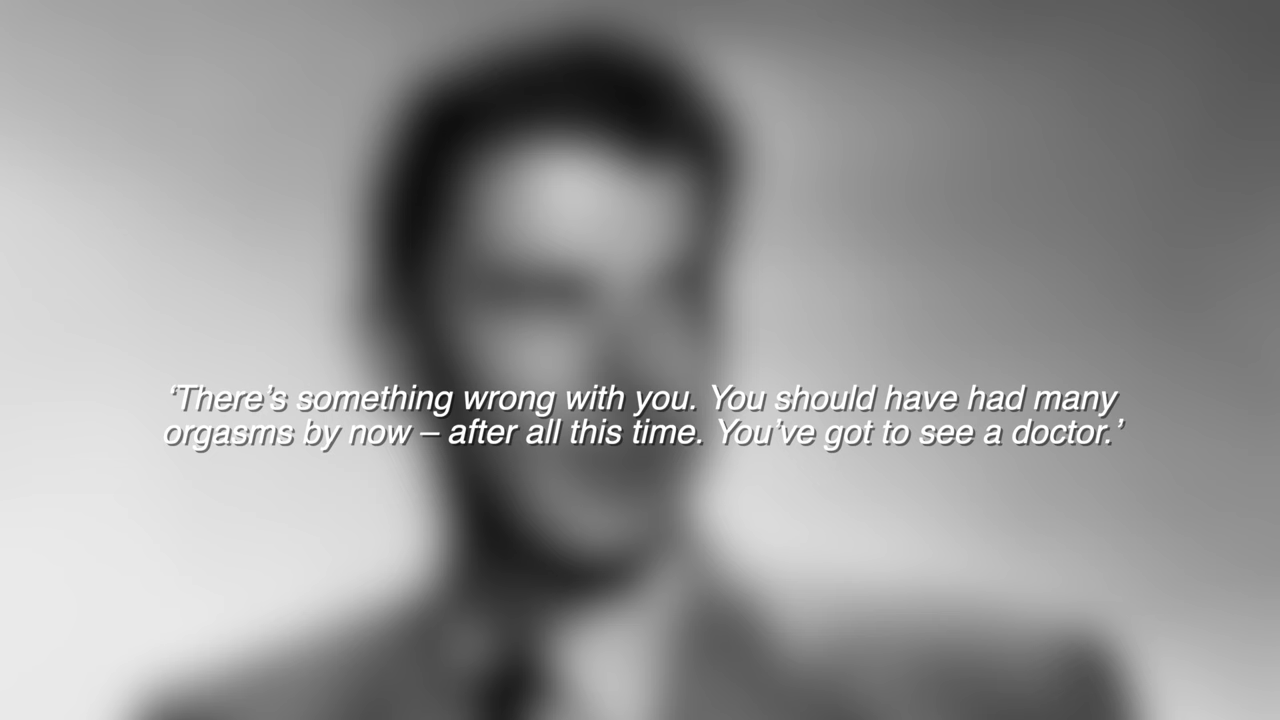 ‘There’s something wrong with you. You should have had many
orgasms by now – after all this time. You’ve got to see a doctor.’